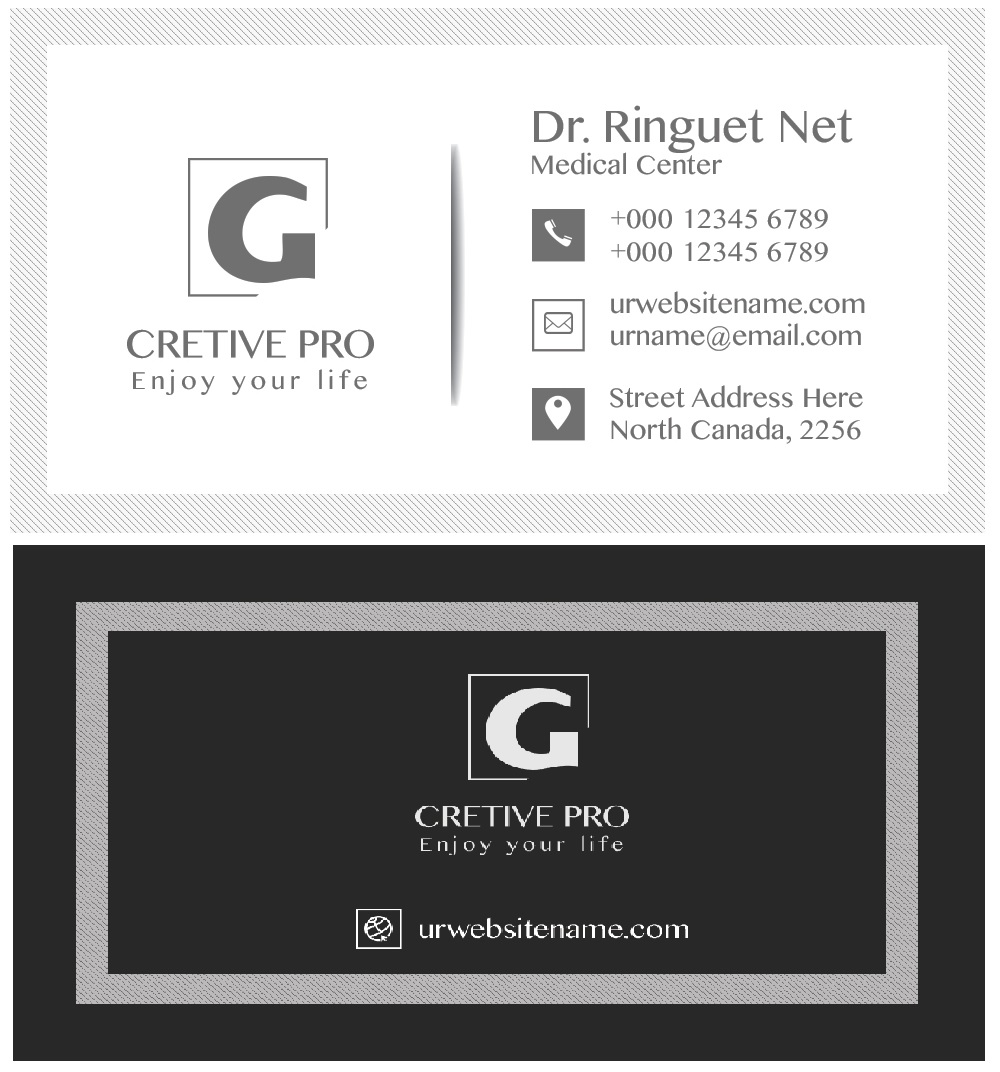 G
CRETIVE PRO
Enjoy your life
Dr. Ringuet Net
Medical Center
+000 12345 6789
+000 12345 6789
urwebsitename.com
urname@email.com
Street Address Here
North Canada, 2256
G
CRETIVE PRO
Enjoy your life
urwebsitename.com